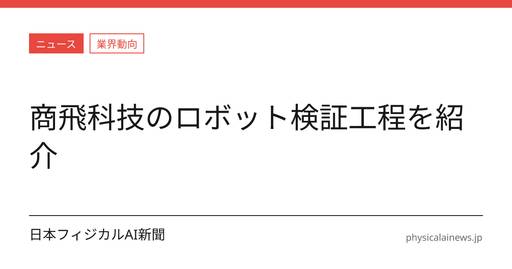 ニュース 業界動向
商飛科技のロボット検証工程を紹
介
日本フィジカルAI新聞
physicalainews.jp